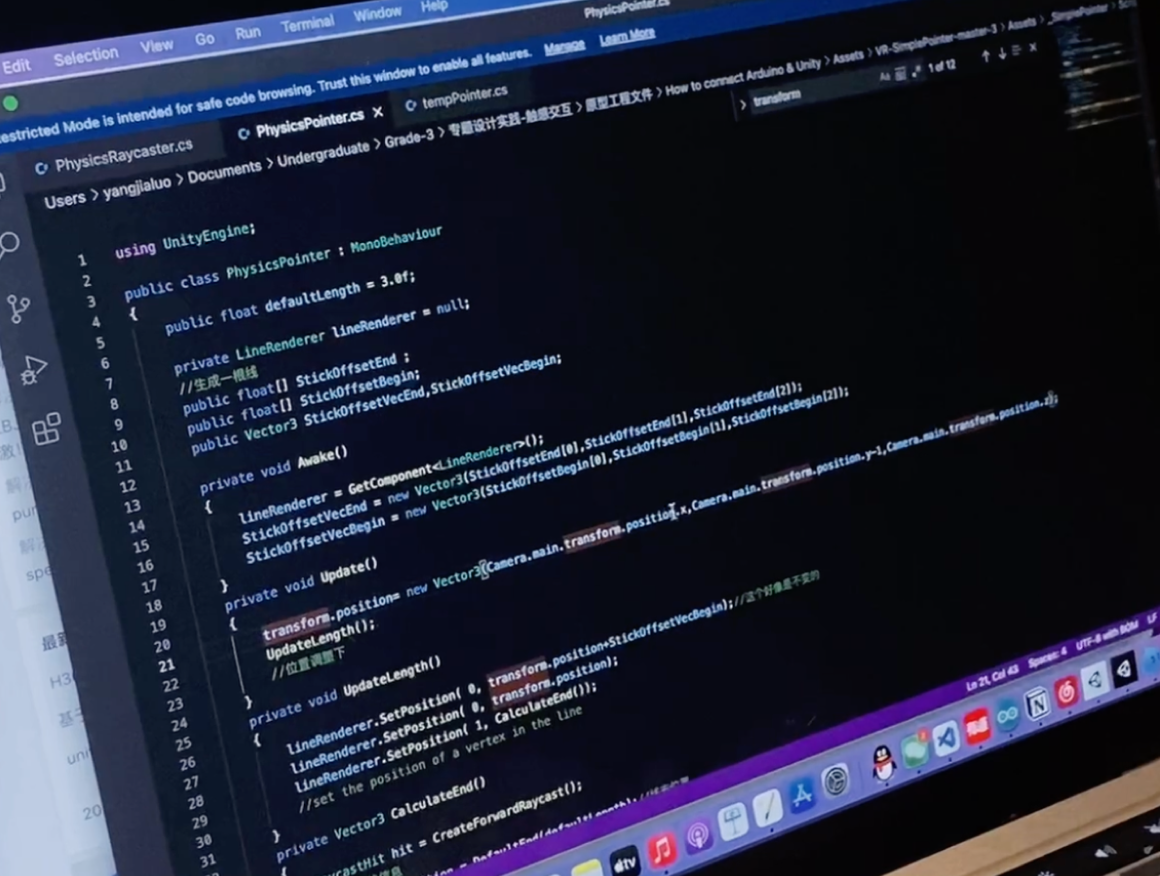 Edit Selection View Go Run Terminal Window Help
PhysicsPointer.cs
Restricted Mode is intended for safe code browsing. Trust this window to enable all features. Manage Learn More
PhysicsRaycaster.cs PhysicsPointer.cs tempPointer.cs
Users > yangjialuo > Documents > Undergraduate > Grade-3 > 专题设计实践-触感交互 > 原型工程文件 > How to connect Arduino & Unity > Assets > VR-SimplePointer-master-3 > Assets > _SimplePointer >
transform Aa 1 of 12
1 using UnityEngine;
2
3 public class PhysicsPointer : MonoBehaviour
4 {
5 public float defaultLength = 3.0f;
6
7 private LineRenderer lineRenderer = null;
8 //生成一根线
9 public float[] StickOffsetEnd ;
10 public float[] StickOffsetBegin;
11 public Vector3 StickOffsetVecEnd,StickOffsetVecBegin;
12
13 private void Awake()
14 {
15 lineRenderer = GetComponent<LineRenderer>();
16 StickOffsetVecEnd = new Vector3(StickOffsetEnd[0],StickOffsetEnd[1],StickOffsetEnd[2]);
17 StickOffsetVecBegin = new Vector3(StickOffsetBegin[0],StickOffsetBegin[1],StickOffsetBegin[2]);
18 }
19 private void Update()
20 {
21 transform.position= new Vector3(Camera.main.transform.position.x,Camera.main.transform.position.y-1,Camera.main.transform.position.z);
22 UpdateLength();
23 //位置调整下
24 }
25 private void UpdateLength()
26 {
27 lineRenderer.SetPosition( 0, transform.position+StickOffsetVecBegin);//这个好像是不变的
28 lineRenderer.SetPosition( 0, transform.position);
29 lineRenderer.SetPosition( 1, CalculateEnd());
30 //set the position of a vertex in the line
31 }
private Vector3 CalculateEnd()
{
hit = CreateForwardRaycast();
= DefaultEnd(defaultLength);
Ln 21, Col 43 Spaces: 4 UTF-8 with BOM LF
tv
最
H3
基
20